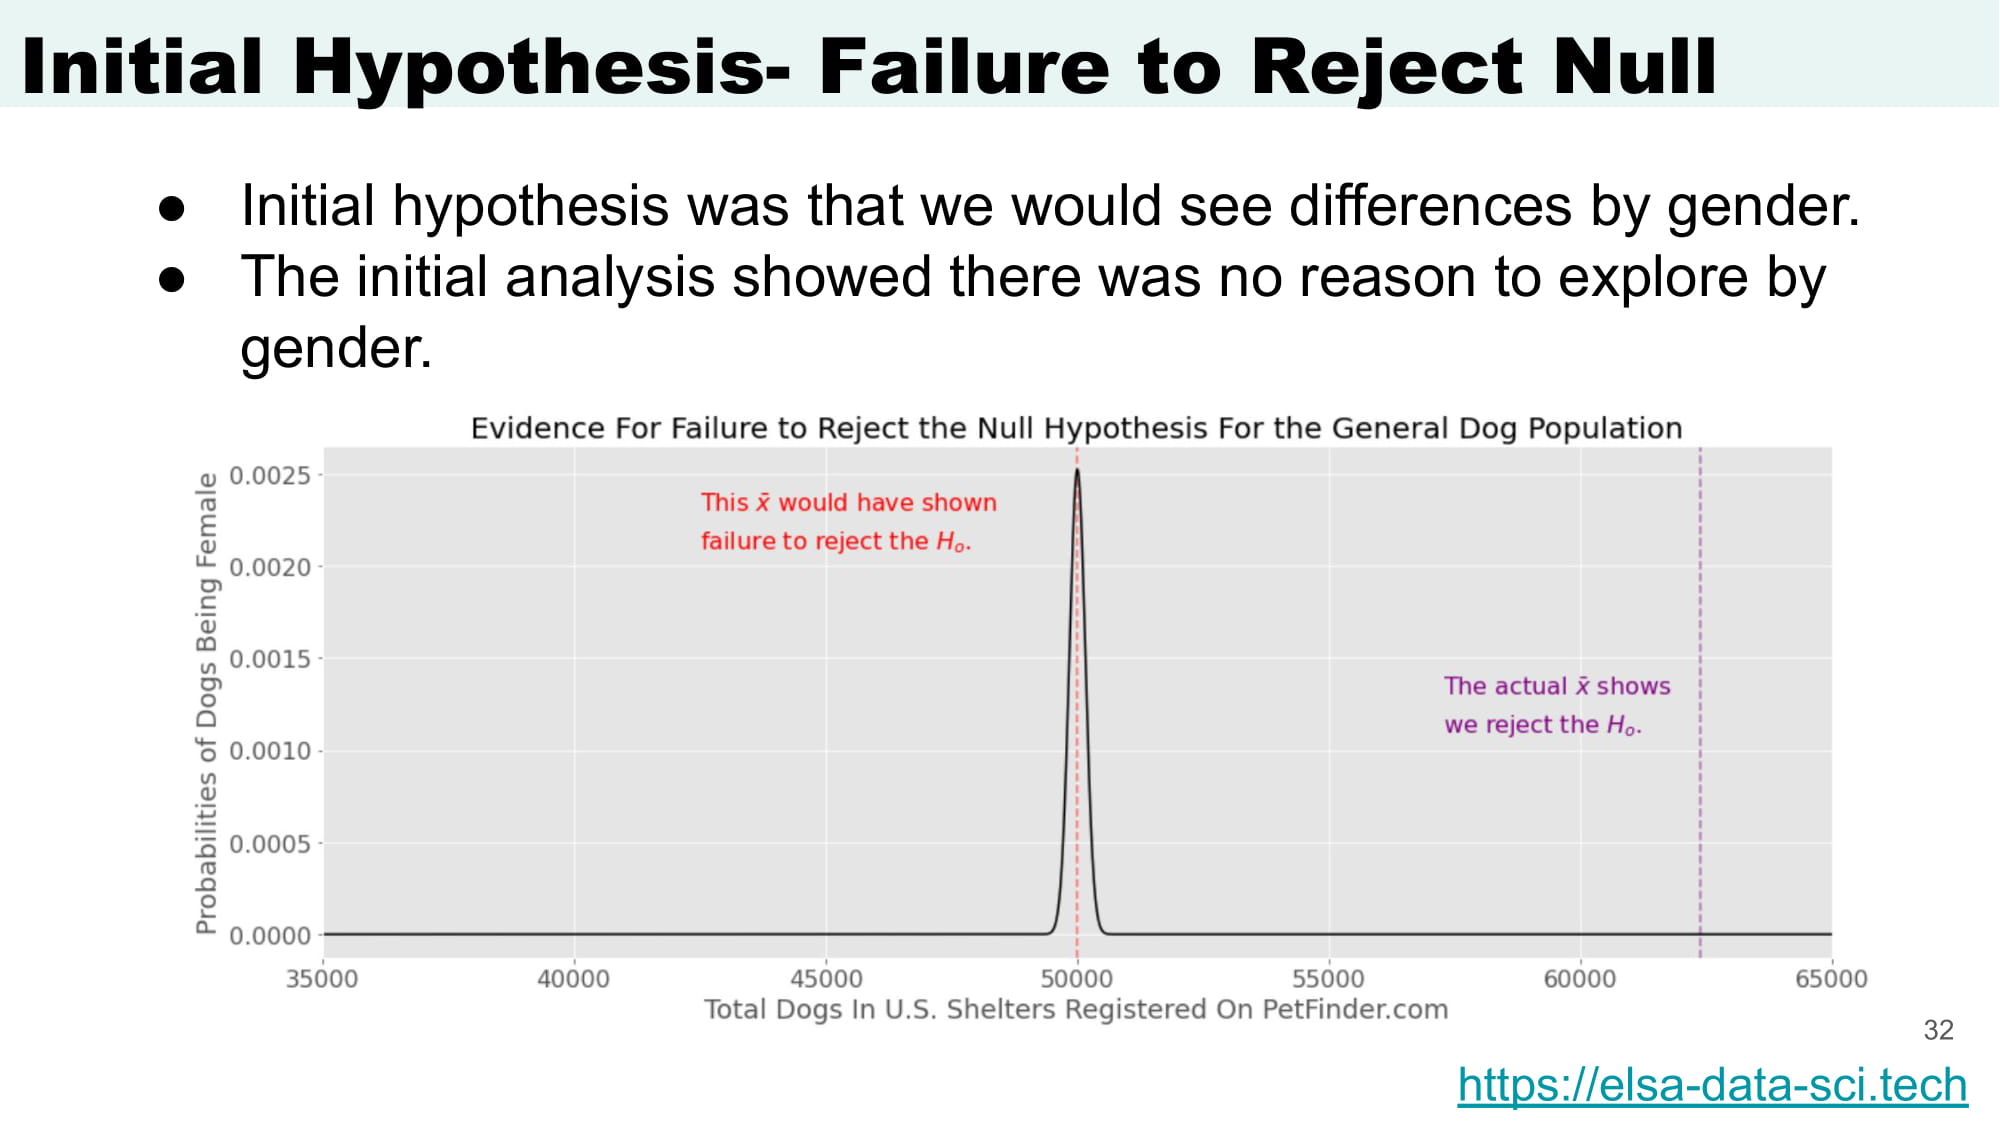 Initial Hypothesis- Failure to Reject Null
● Initial hypothesis was that we would see differences by gender.
● The initial analysis showed there was no reason to explore by
gender.
Evidence For Failure to Reject the Null Hypothesis For the General Dog Population
Probabilities of Dogs Being Female
0.0025
0.0020
0.0015
0.0010
0.0005
0.0000
This x̄ would have shown
failure to reject the Hₒ.
The actual x̄ shows
we reject the Hₒ.
35000 40000 45000 50000 55000 60000 65000
Total Dogs In U.S. Shelters Registered On PetFinder.com
32
https://elsa-data-sci.tech